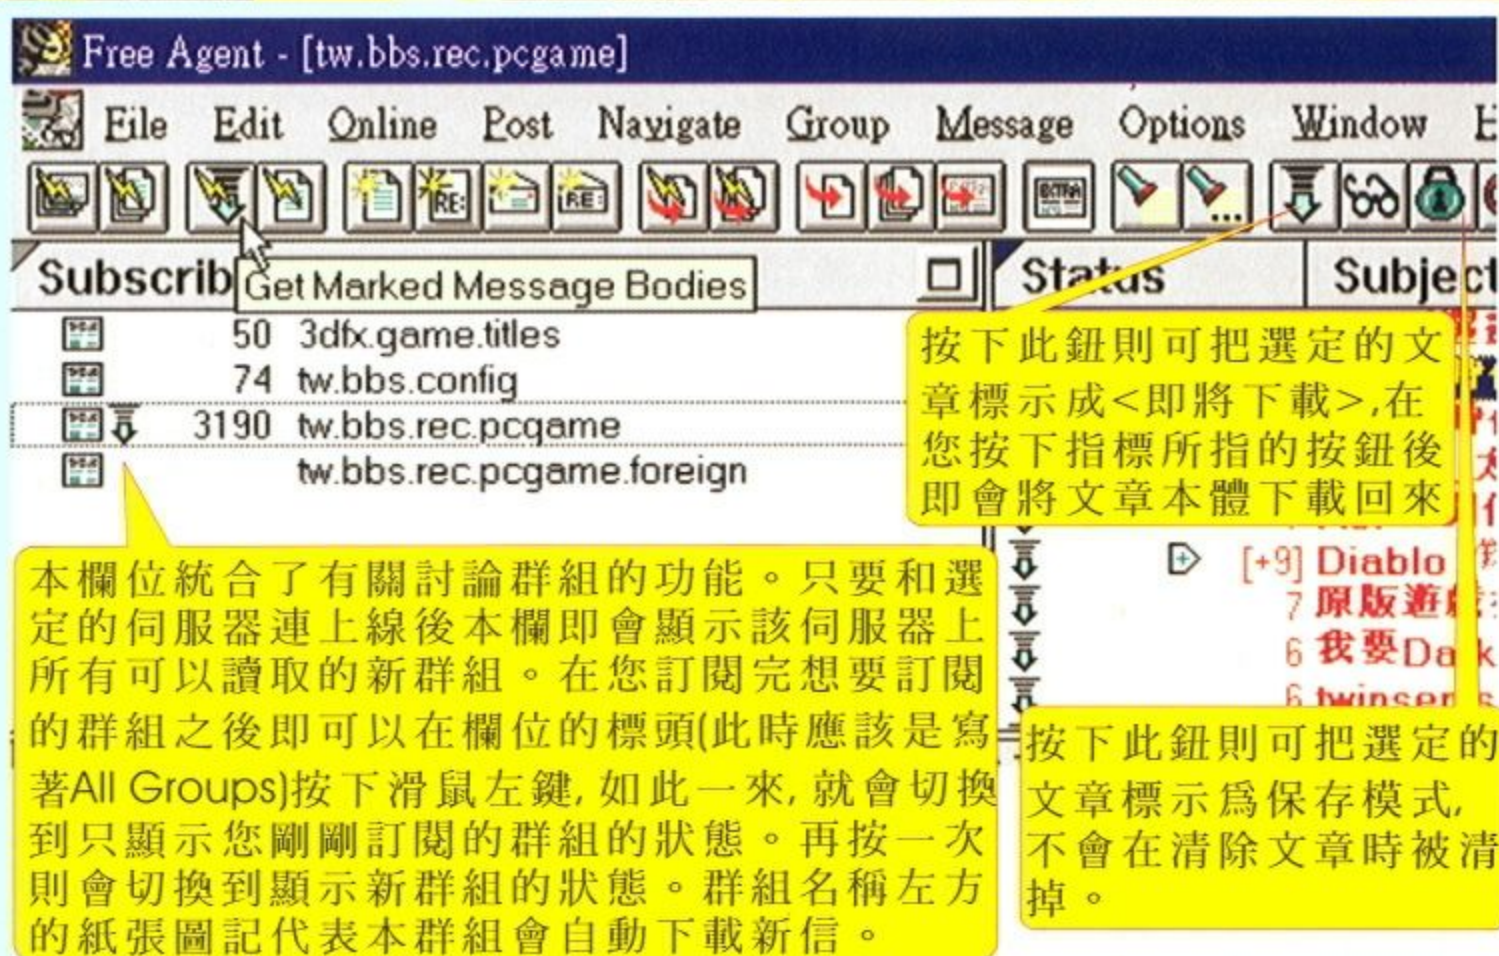 Free Agent - [tw.bbs.rec.pcgame]
File Edit Online Post Navigate Group Message Options Window
RE: RE: EXTRA
Subscrib Status Subject
Get Marked Message Bodies
50 3dfx.game.titles
74 tw.bbs.config
3190 tw.bbs.rec.pcgame
tw.bbs.rec.pcgame.foreign
按下此鈕則可把選定的文
章標示成<即將下載>,在
您按下指標所指的按鈕後
即會將文章本體下載回來
[+9] Diablo
7 原版遊戲
6 我要Dark
6 twinsens
本欄位統合了有關討論群組的功能。只要和選
定的伺服器連上線後本欄即會顯示該伺服器上
所有可以讀取的新群組。在您訂閱完想要訂閱
的群組之後即可以在欄位的標頭(此時應該是寫
著All Groups)按下滑鼠左鍵,如此一來,就會切換
到只顯示您剛剛訂閱的群組的狀態。再按一次
則會切換到顯示新群組的狀態。群組名稱左方
的紙張圖記代表本群組會自動下載新信。
按下此鈕則可把選定的
文章標示爲保存模式,
不會在清除文章時被清
掉。